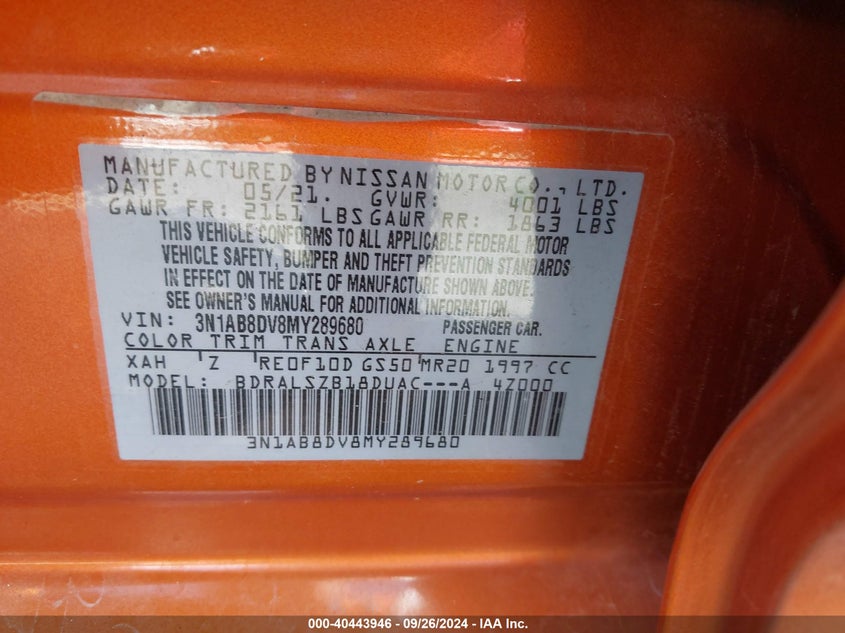 MANUFACTURED BY NISSAN MOTOR CO., LTD.
DATE: 05/21. GVWR: 4001 LBS
GAWR FR: 2161 LBS GAWR RR: 1863 LBS
THIS VEHICLE CONFORMS TO ALL APPLICABLE FEDERAL MOTOR
VEHICLE SAFETY, BUMPER AND THEFT PREVENTION STANDARDS
IN EFFECT ON THE DATE OF MANUFACTURE SHOWN ABOVE.
SEE OWNER'S MANUAL FOR ADDITIONAL INFORMATION.
VIN: 3N1AB8DV8MY289680 PASSENGER CAR.
COLOR TRIM TRANS AXLE ENGINE
XAH Z RE0F10D GS50 MR20 1997 CC
MODEL: BDRALSZB18DUAC---A 4Z000
3N1AB8DV8MY289680
000-40443946 - 09/26/2024 - IAA Inc.